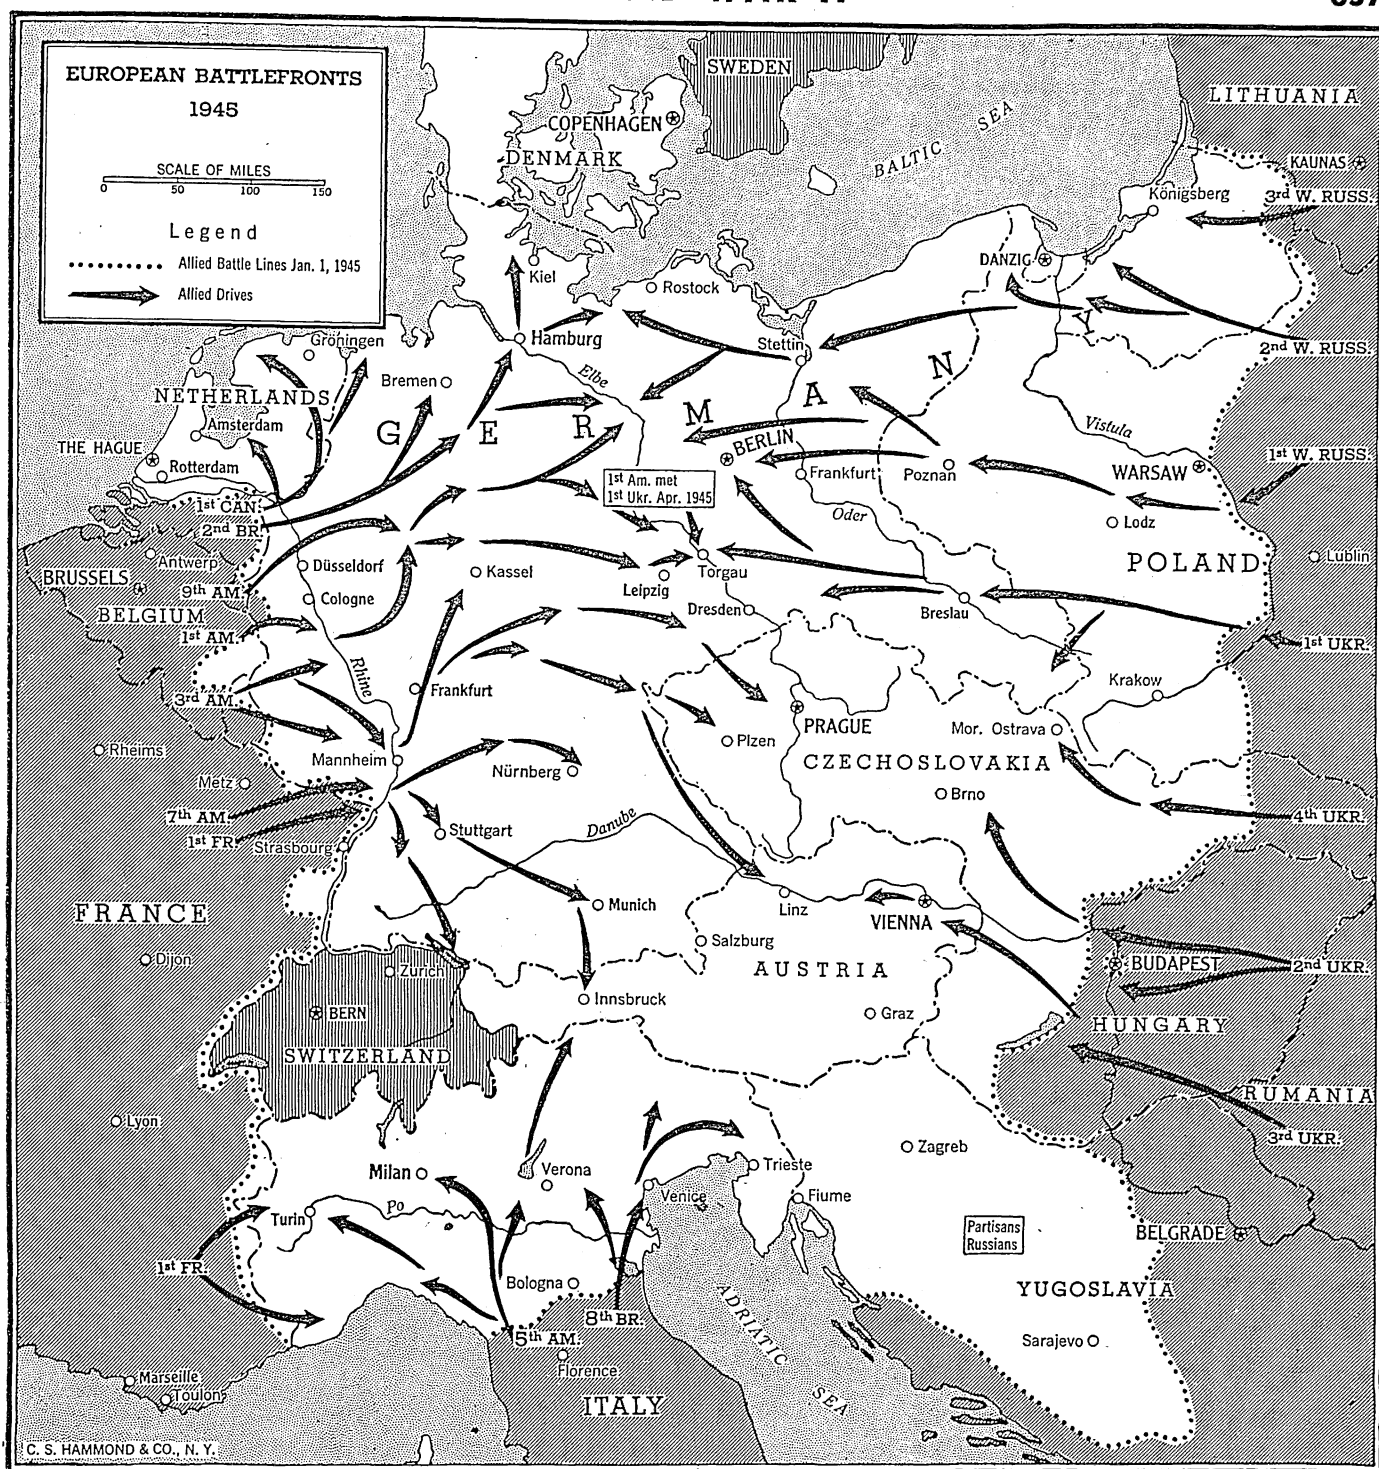 EUROPEAN BATTLEFRONTS
1945
SCALE OF MILES
0 50 100 150
Legend
Allied Battle Lines Jan. 1, 1945
Allied Drives
SWEDEN
LITHUANIA
COPENHAGEN
DENMARK
BALTIC SEA
KAUNAS
Königsberg
3rd W. RUSS.
DANZIG
Kiel
Rostock
Hamburg
Stettin
2nd W. RUSS.
Gröningen
NETHERLANDS
Bremen
Elbe
GERMANY
Amsterdam
THE HAGUE
Rotterdam
BERLIN
Vistula
WARSAW
1st W. RUSS.
Frankfurt
Poznan
1st Am. met
1st Ukr. Apr. 1945
1st CAN.
2nd BR.
Oder
Lodz
Antwerp
BRUSSELS
Düsseldorf
Kassel
POLAND
Lublin
9th AM.
Cologne
Leipzig
Torgau
BELGIUM
Dresden
Breslau
1st AM.
1st UKR.
Rhine
3rd AM.
Frankfurt
Krakow
PRAGUE
Mor. Ostrava
Rheims
Plzen
Mannheim
Nürnberg
CZECHOSLOVAKIA
Metz
Brno
7th AM.
4th UKR.
1st FR.
Strasbourg
Stuttgart
Danube
FRANCE
Munich
Linz
VIENNA
Salzburg
Dijon
Zürich
AUSTRIA
BUDAPEST
2nd UKR.
Innsbruck
BERN
Graz
HUNGARY
SWITZERLAND
RUMANIA
Lyon
3rd UKR.
Zagreb
Milan
Verona
Trieste
Venice
Fiume
Po
Turin
Partisans
Russians
BELGRADE
1st FR.
Bologna
YUGOSLAVIA
8th BR.
5th AM.
ADRIATIC SEA
Florence
Sarajevo
Marseille
Toulon
ITALY
C. S. HAMMOND & CO., N. Y.